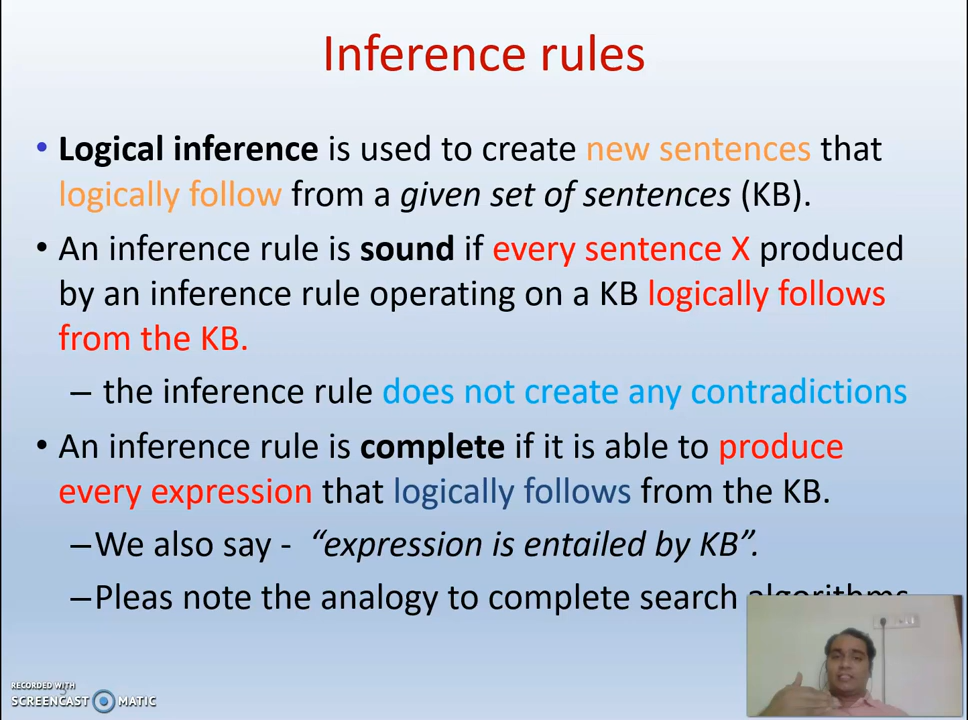 Inference rules
• Logical inference is used to create new sentences that
logically follow from a given set of sentences (KB).
• An inference rule is sound if every sentence X produced
by an inference rule operating on a KB logically follows
from the KB.
– the inference rule does not create any contradictions
• An inference rule is complete if it is able to produce
every expression that logically follows from the KB.
–We also say - “expression is entailed by KB”.
–Pleas note the analogy to complete search algorithms
RECORDED WITH
SCREENCAST MATIC